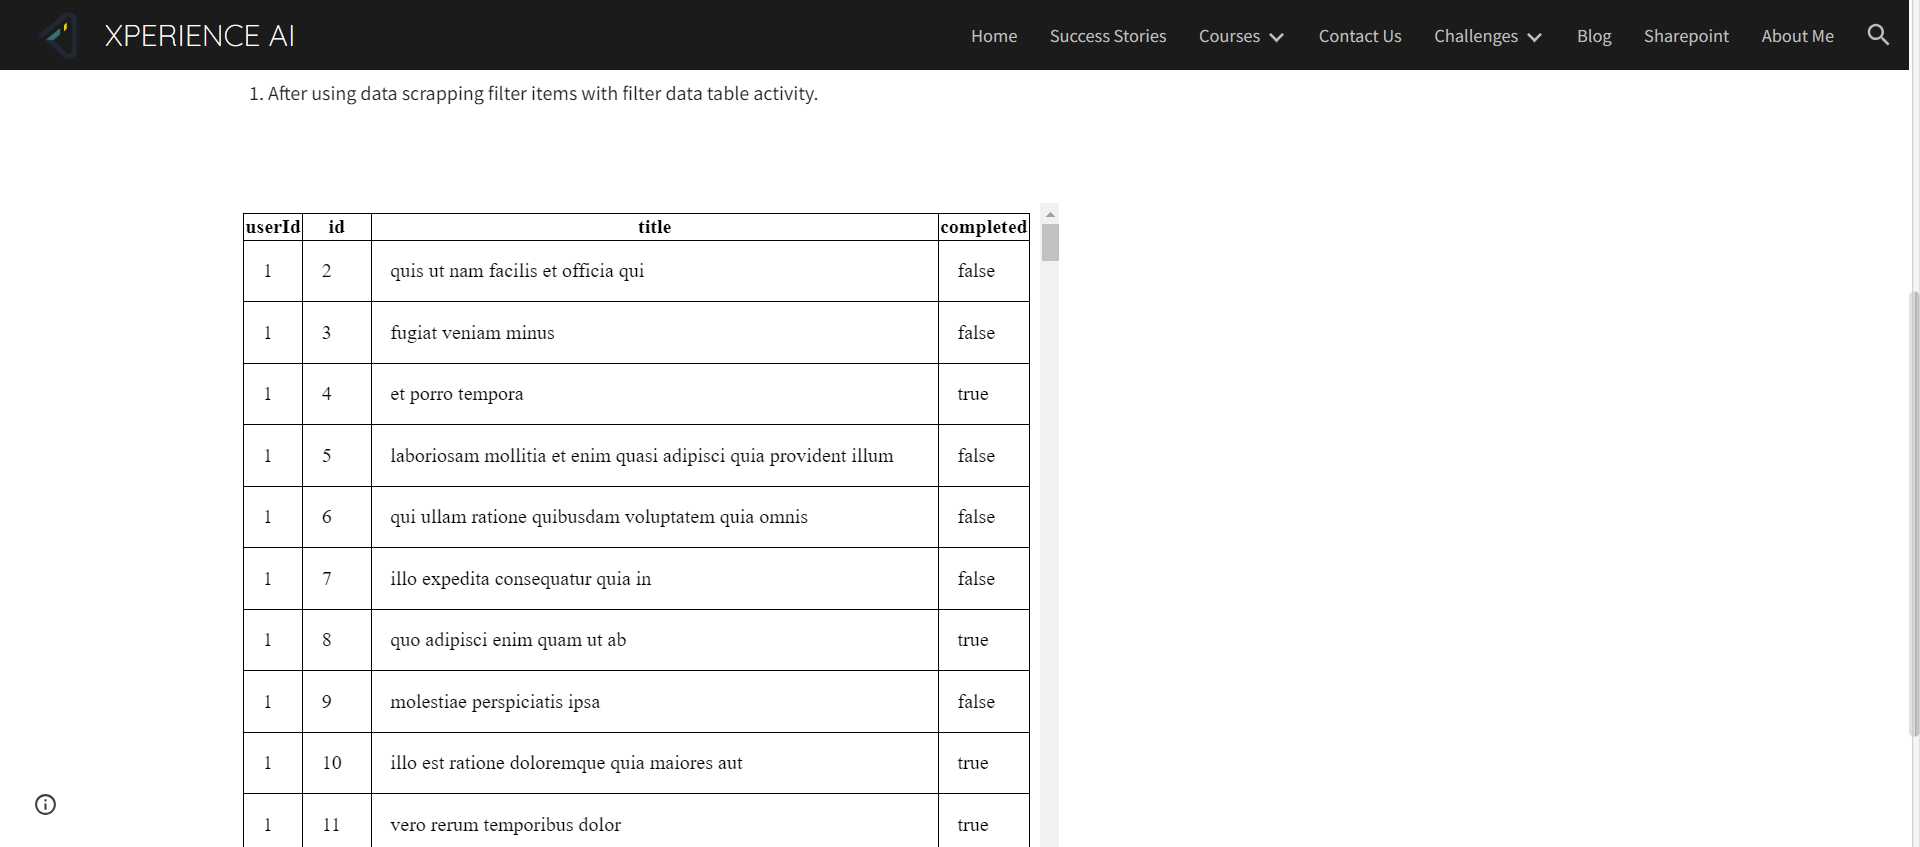 XPERIENCE AI
Home Success Stories Courses Contact Us Challenges Blog Sharepoint About Me
1. After using data scrapping filter items with filter data table activity.
userId id title completed
1 2 quis ut nam facilis et officia qui false
1 3 fugiat veniam minus false
1 4 et porro tempora true
1 5 laboriosam mollitia et enim quasi adipisci quia provident illum false
1 6 qui ullam ratione quibusdam voluptatem quia omnis false
1 7 illo expedita consequatur quia in false
1 8 quo adipisci enim quam ut ab true
1 9 molestiae perspiciatis ipsa false
1 10 illo est ratione doloremque quia maiores aut true
1 11 vero rerum temporibus dolor true